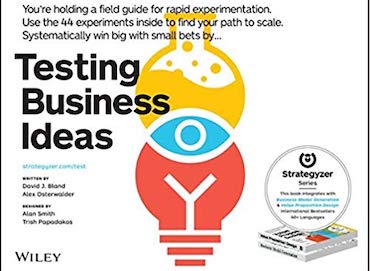 You're holding a field guide for rapid experimentation.
Use the 44 experiments inside to find your path to scale.
Systematically win big with small bets by...
Testing
Business
Ideas
strategyzer.com/test
WRITTEN BY
David J. Bland
Alex Osterwalder
DESIGNED BY
Alan Smith
Trish Papadakos
WILEY
Strategyzer
Series
This book integrates with
Business Model Generation
& Value Proposition Design
International Bestsellers
40+ Languages